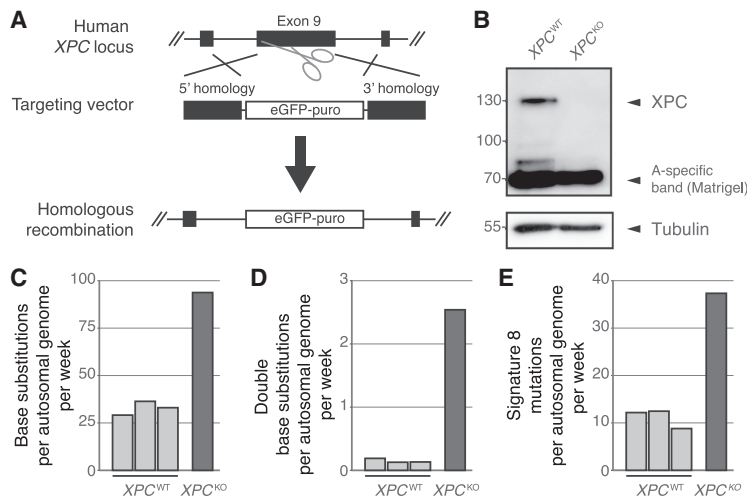 A
Human
XPC locus
Exon 9
5’ homology
3’ homology
Targeting vector
eGFP-puro
Homologous
recombination
eGFP-puro
B
XPCWT
XPCKO
130
100
70
55
XPC
A-specific
band (Matrigel)
Tubulin
C
Base substitutions
per autosomal genome
per week
100
75
50
25
0
XPCWT
XPCKO
D
Double
base substitutions
per autosomal genome
per week
3
2
1
0
XPCWT
XPCKO
E
Signature 8
mutations
per autosomal genome
per week
40
30
20
10
0
XPCWT
XPCKO